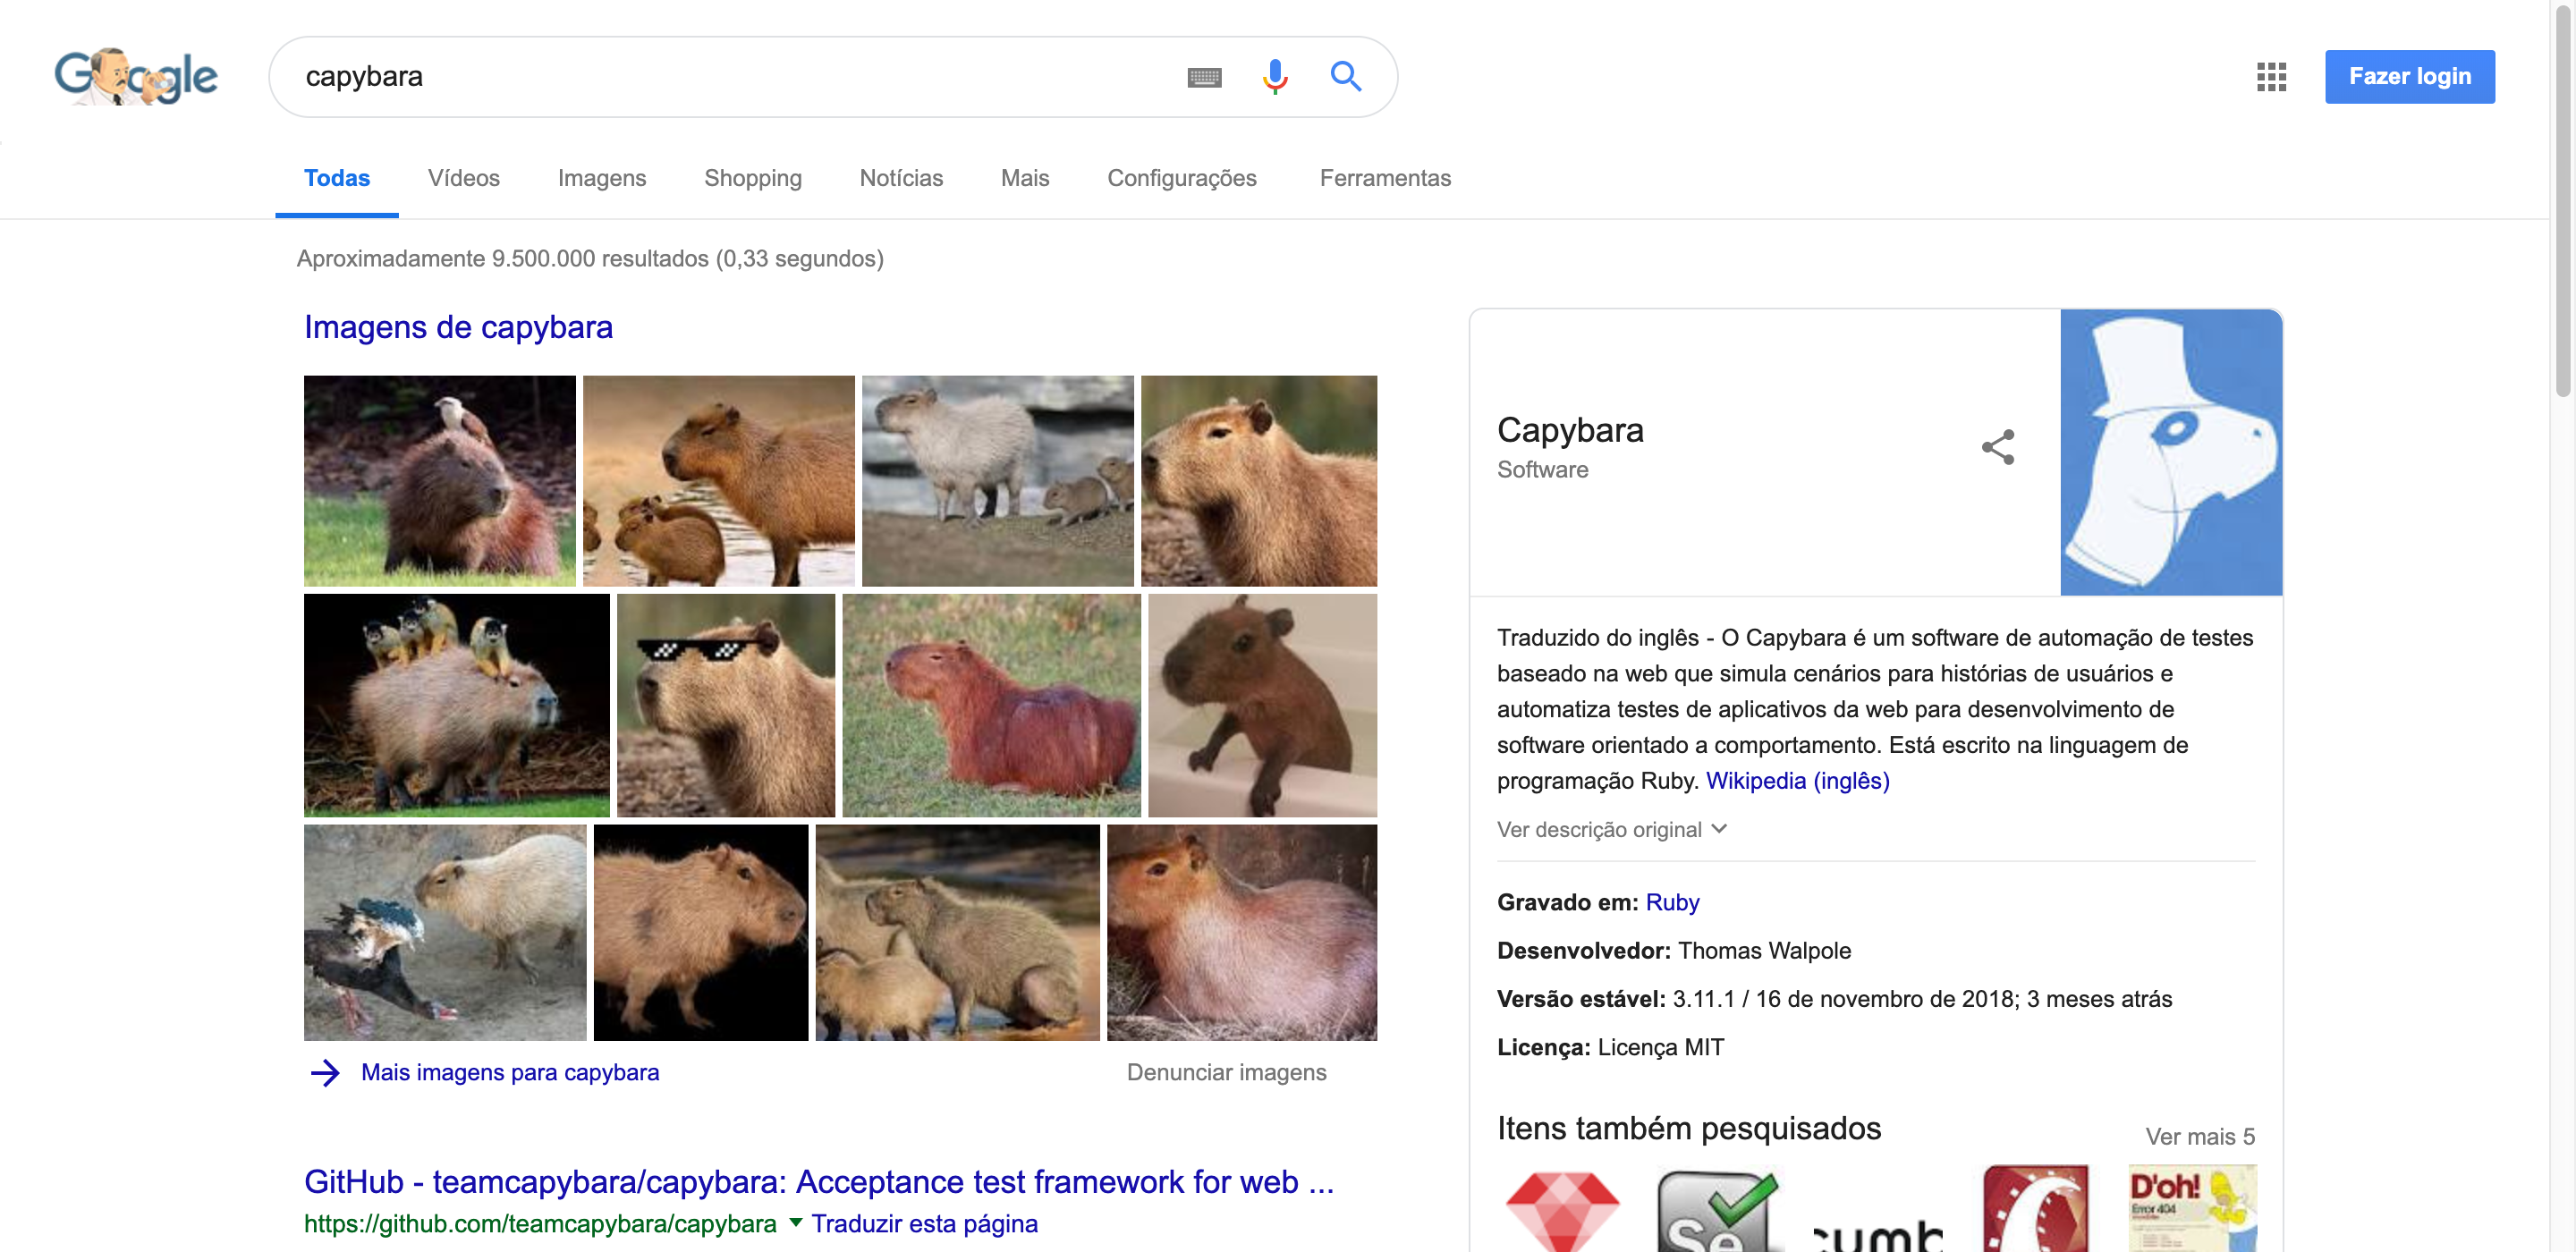 Google
capybara
Fazer login
Todas
Vídeos
Imagens
Shopping
Notícias
Mais
Configurações
Ferramentas
Aproximadamente 9.500.000 resultados (0,33 segundos)
Imagens de capybara
Mais imagens para capybara
Denunciar imagens
GitHub - teamcapybara/capybara: Acceptance test framework for web ...
https://github.com/teamcapybara/capybara
Traduzir esta página
Capybara
Software
Traduzido do inglês - O Capybara é um software de automação de testes
baseado na web que simula cenários para histórias de usuários e
automatiza testes de aplicativos da web para desenvolvimento de
software orientado a comportamento. Está escrito na linguagem de
programação Ruby. Wikipedia (inglês)
Ver descrição original
Gravado em: Ruby
Desenvolvedor: Thomas Walpole
Versão estável: 3.11.1 / 16 de novembro de 2018; 3 meses atrás
Licença: Licença MIT
Itens também pesquisados
Ver mais 5
Se
cumb
D'oh!
Error 404